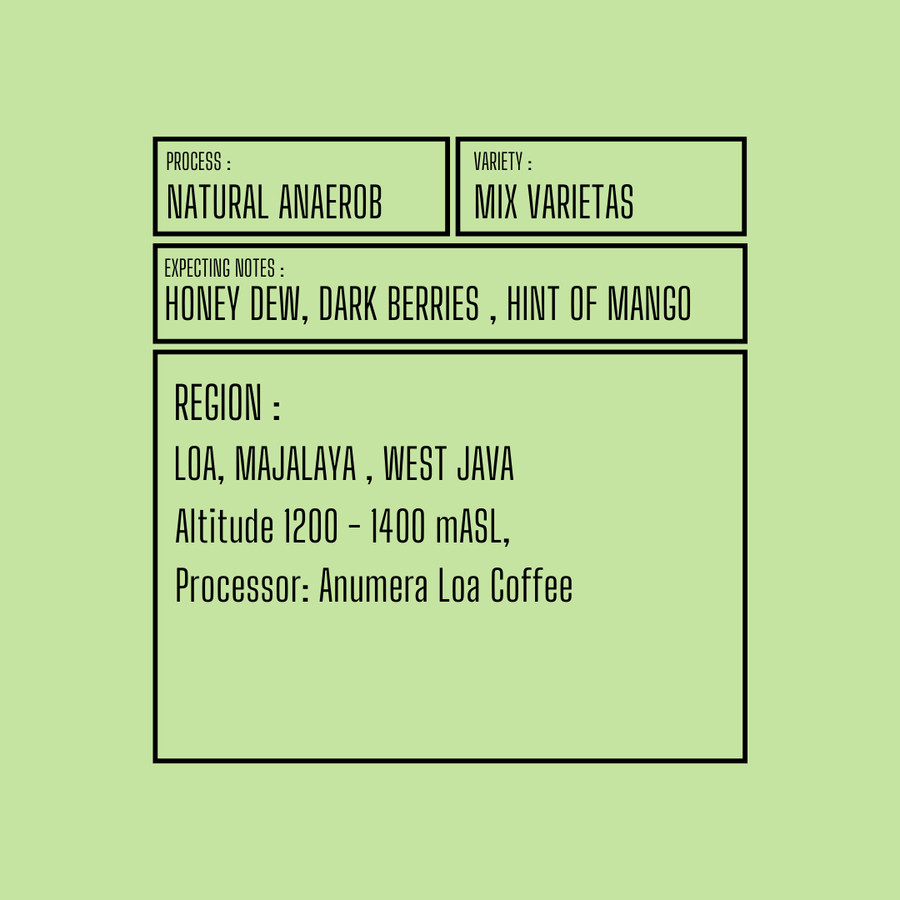 PROCESS :
NATURAL ANAEROB
VARIETY :
MIX VARIETAS
EXPECTING NOTES :
HONEY DEW, DARK BERRIES , HINT OF MANGO
REGION :
LOA, MAJALAYA , WEST JAVA
Altitude 1200 - 1400 mASL,
Processor: Anumera Loa Coffee